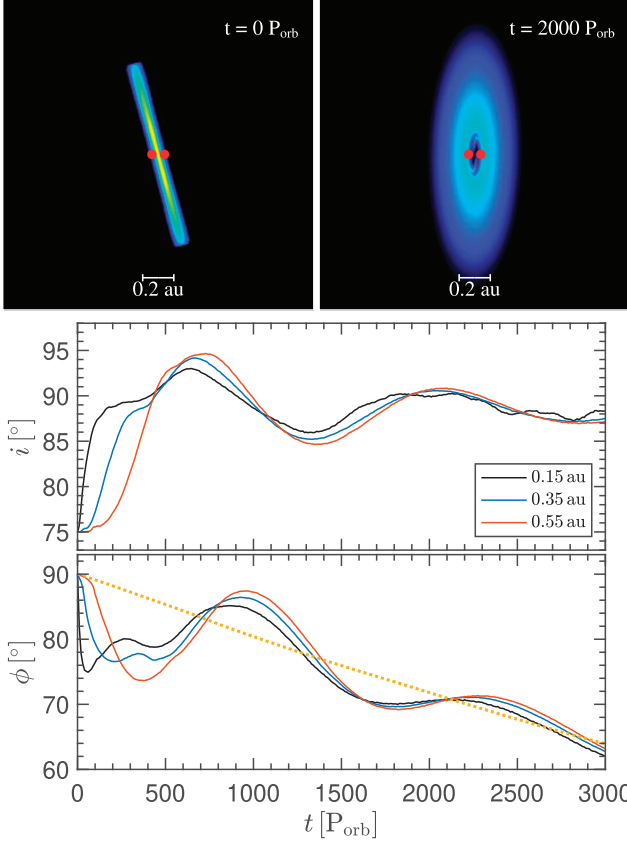 t = 0 P_orb
t = 2000 P_orb
0.2 au
0.2 au
95
90
85
80
75
i [°]
0.15 au
0.35 au
0.55 au
90
80
70
60
ϕ [°]
0 500 1000 1500 2000 2500 3000
t [P_orb]